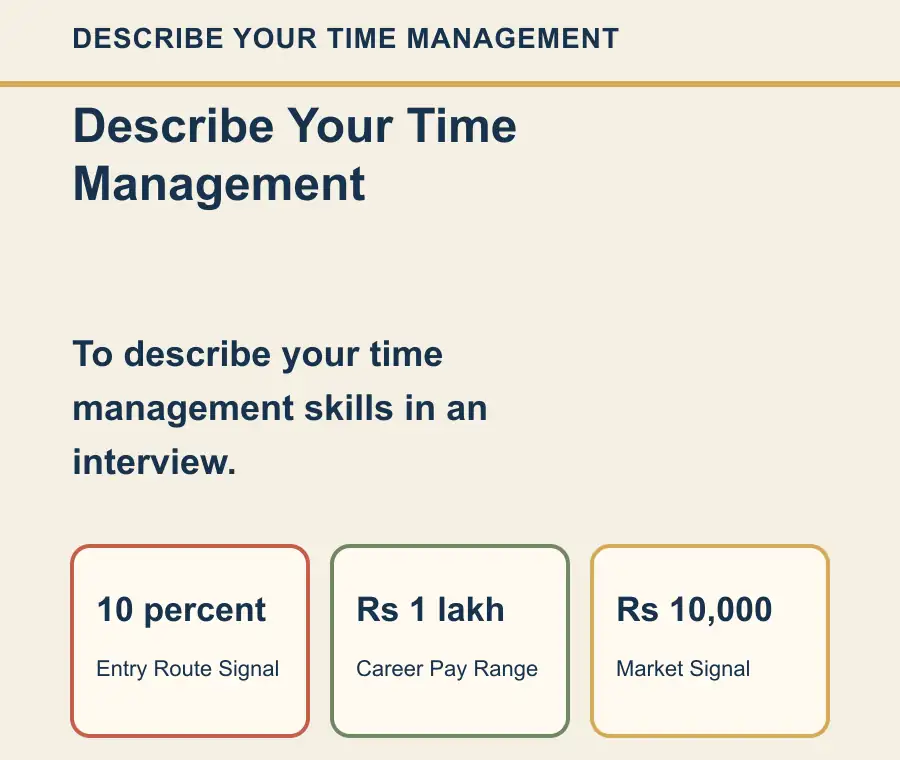 DESCRIBE YOUR TIME MANAGEMENT
Describe Your Time
Management
To describe your time
management skills in an
interview.
10 percent
Entry Route Signal
Rs 1 lakh
Career Pay Range
Rs 10,000
Market Signal